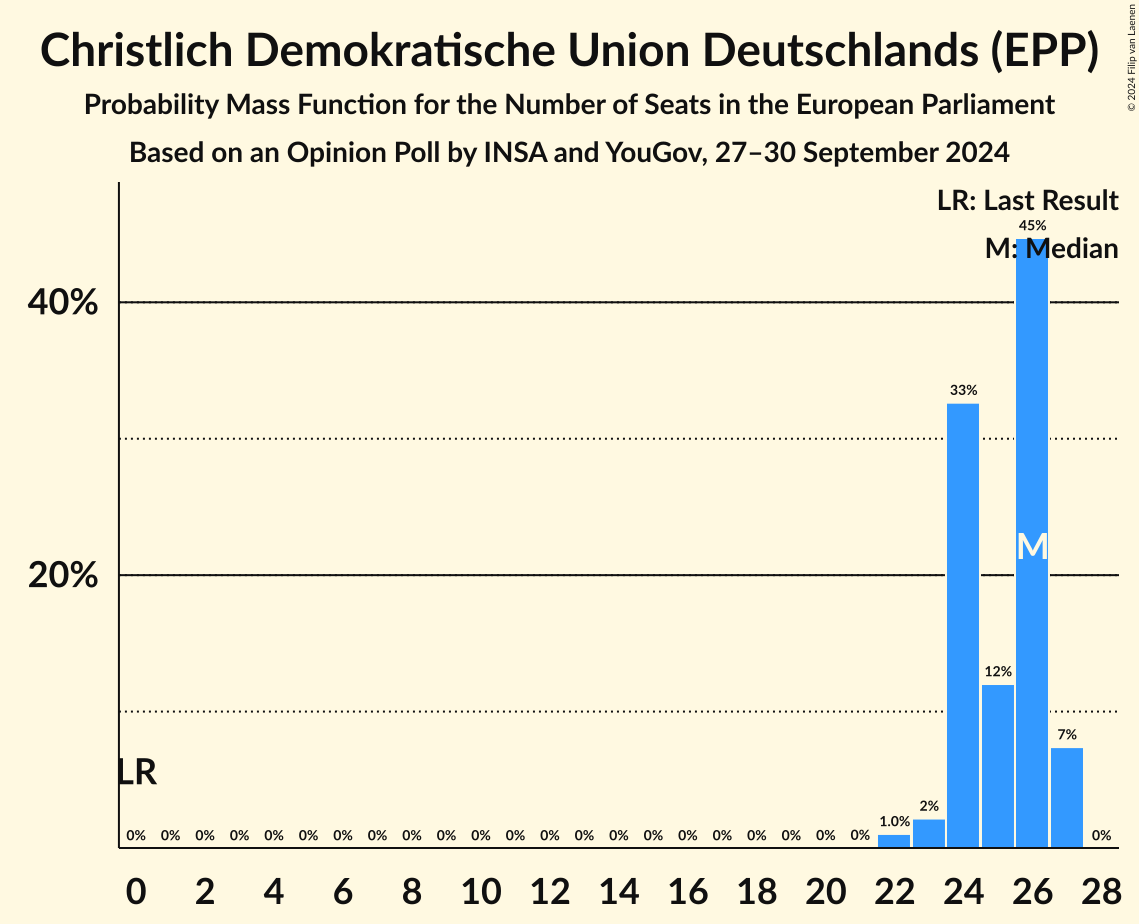 Christlich Demokratische Union Deutschlands (EPP)
Probability Mass Function for the Number of Seats in the European Parliament
Based on an Opinion Poll by INSA and YouGov, 27–30 September 2024
© 2024 Filip van Laenen
LR: Last Result
M: Median
45%
40%
33%
M
20%
12%
7%
LR
2%
1.0%
0% 0% 0% 0% 0% 0% 0% 0% 0% 0% 0% 0% 0% 0% 0% 0% 0% 0% 0% 0% 0% 0% 0%
0 2 4 6 8 10 12 14 16 18 20 22 24 26 28